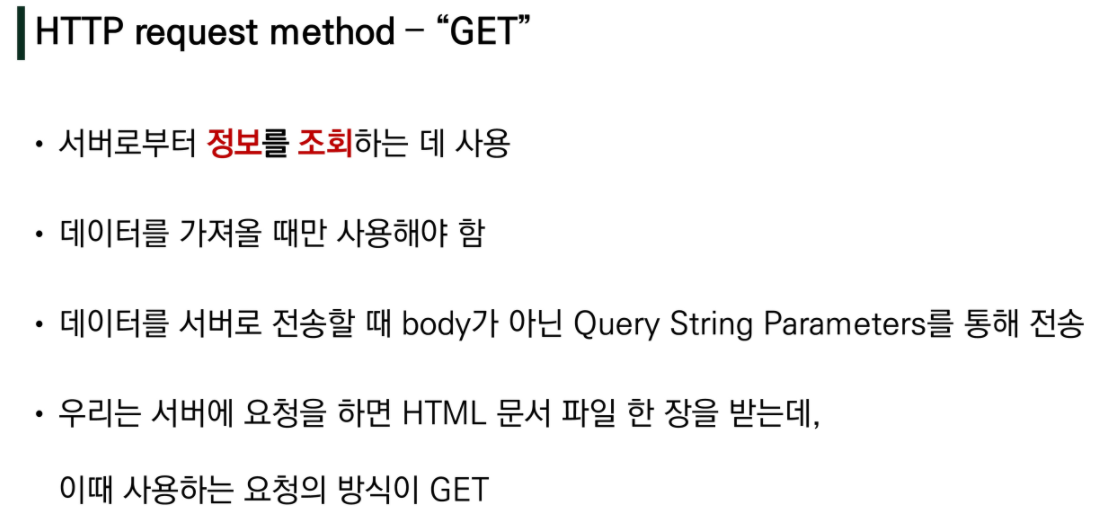 HTTP request method – “GET”
• 서버로부터 정보를 조회하는 데 사용
• 데이터를 가져올 때만 사용해야 함
• 데이터를 서버로 전송할 때 body가 아닌 Query String Parameters를 통해 전송
• 우리는 서버에 요청을 하면 HTML 문서 파일 한 장을 받는데,
이때 사용하는 요청의 방식이 GET